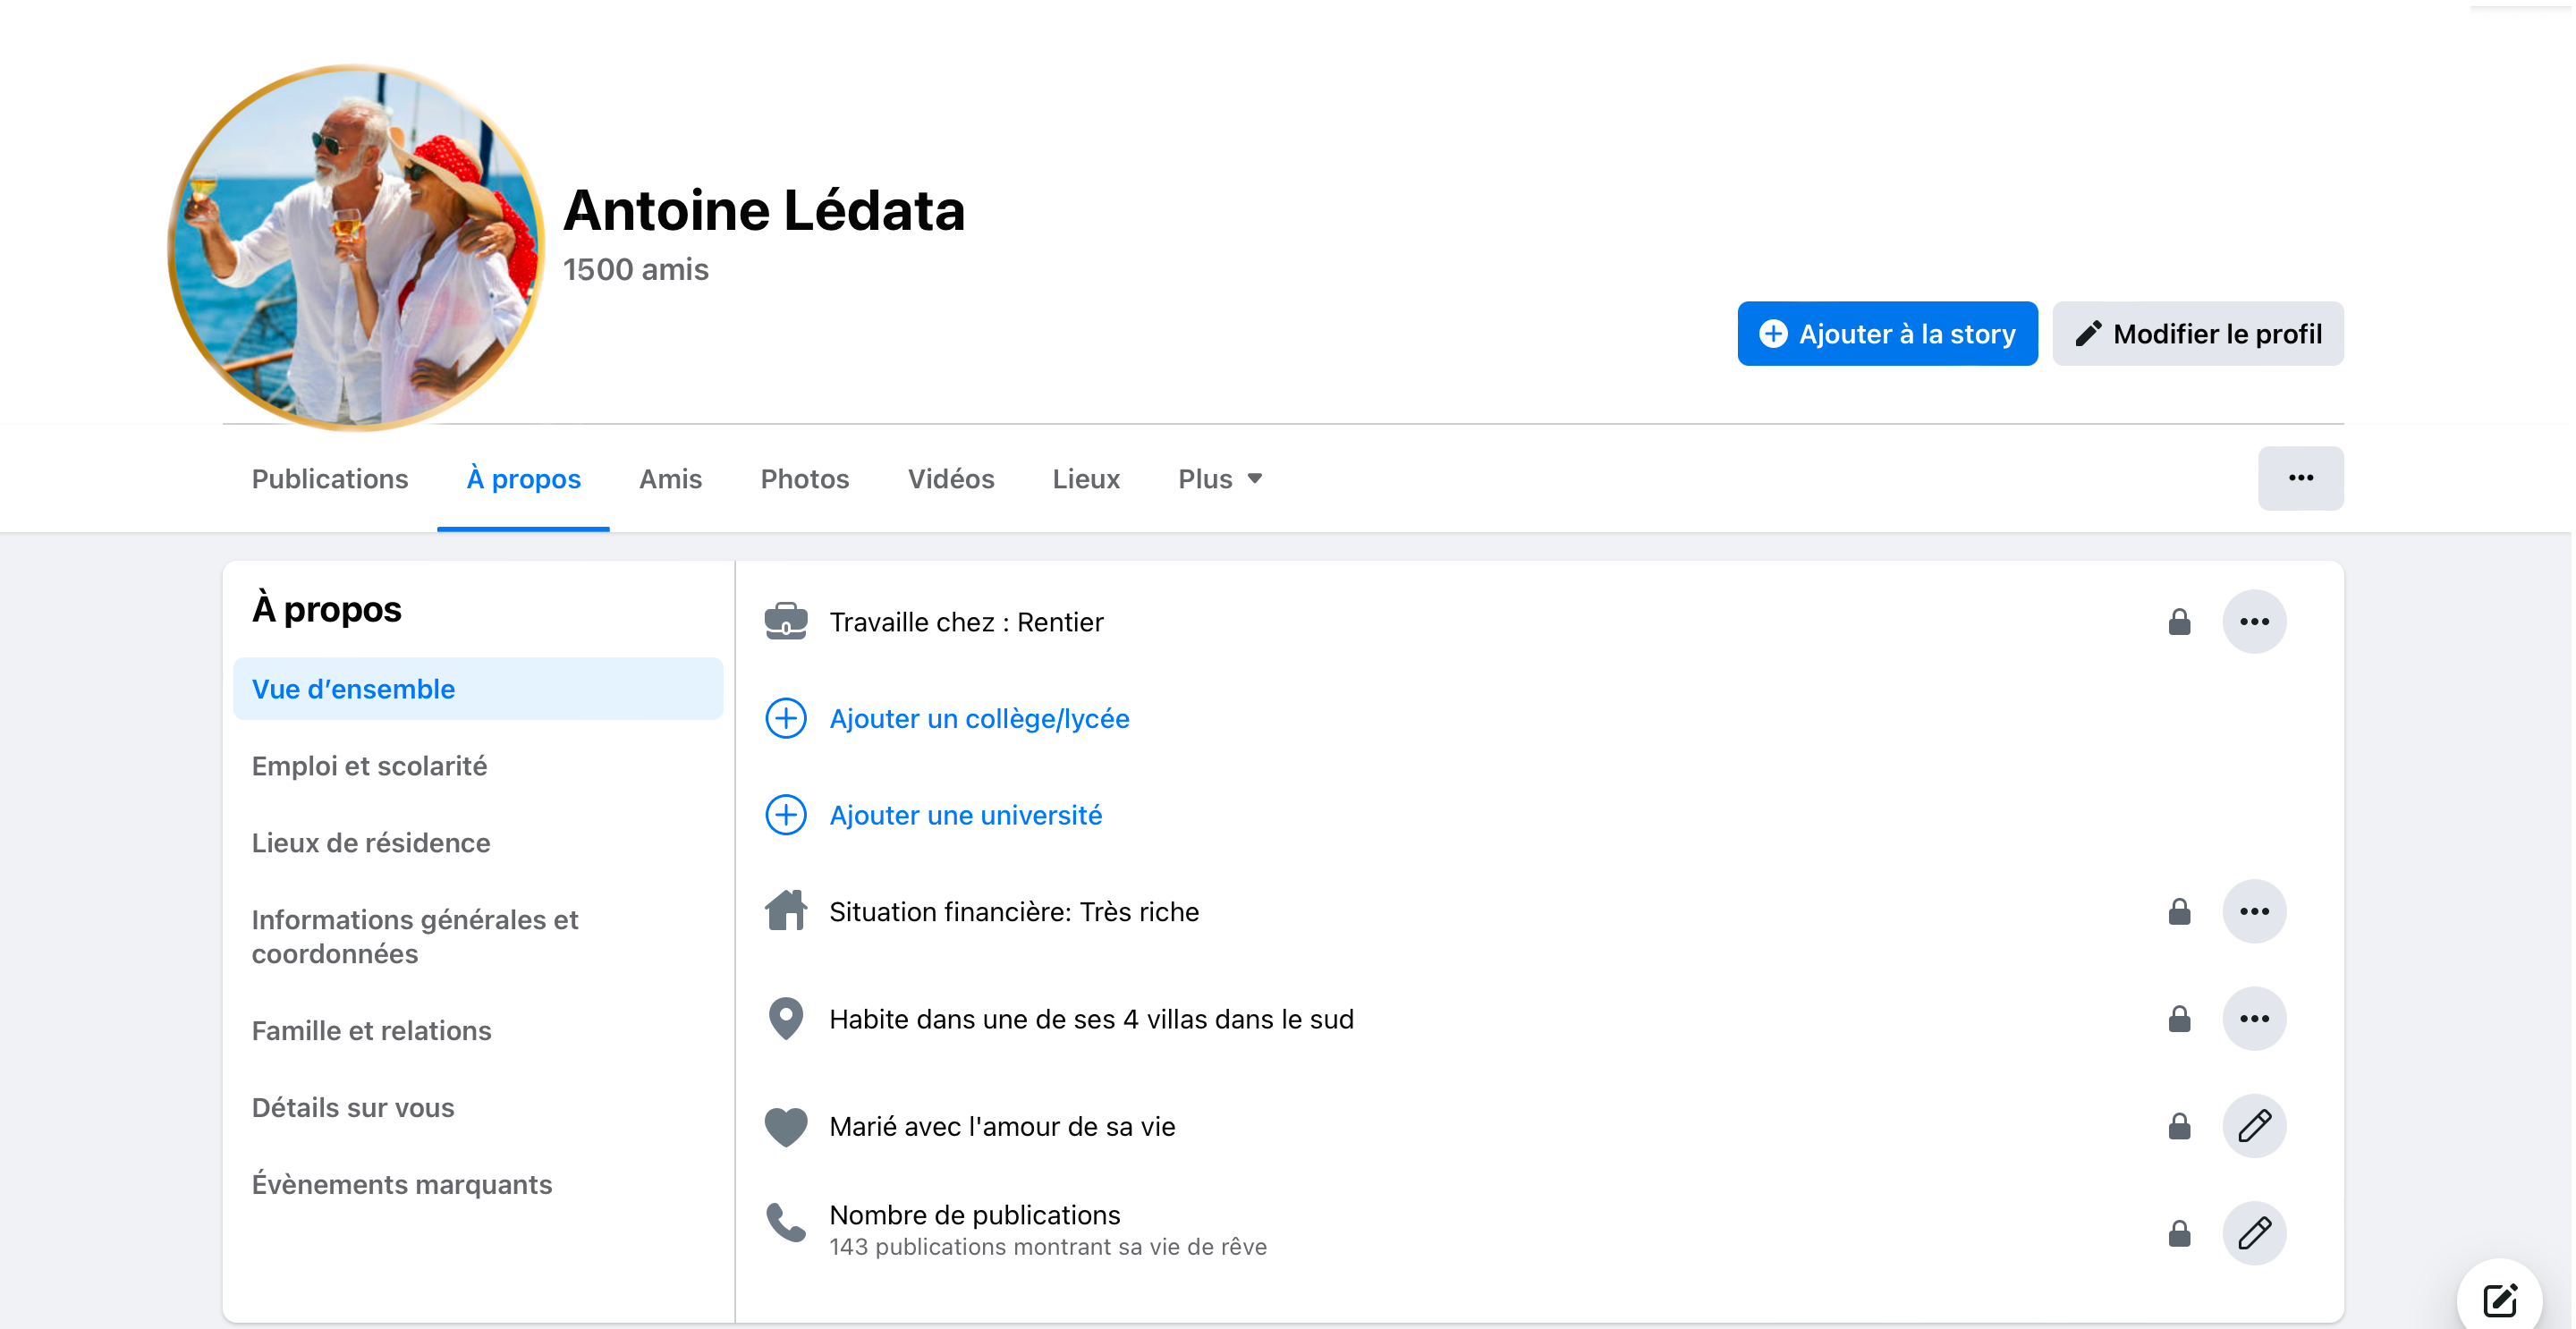 Antoine Lédata
1500 amis
Ajouter à la story
Modifier le profil
Publications
À propos
Amis
Photos
Vidéos
Lieux
Plus
À propos
Vue d’ensemble
Emploi et scolarité
Lieux de résidence
Informations générales et
coordonnées
Famille et relations
Détails sur vous
Évènements marquants
Travaille chez : Rentier
Ajouter un collège/lycée
Ajouter une université
Situation financière: Très riche
Habite dans une de ses 4 villas dans le sud
Marié avec l'amour de sa vie
Nombre de publications
143 publications montrant sa vie de rêve